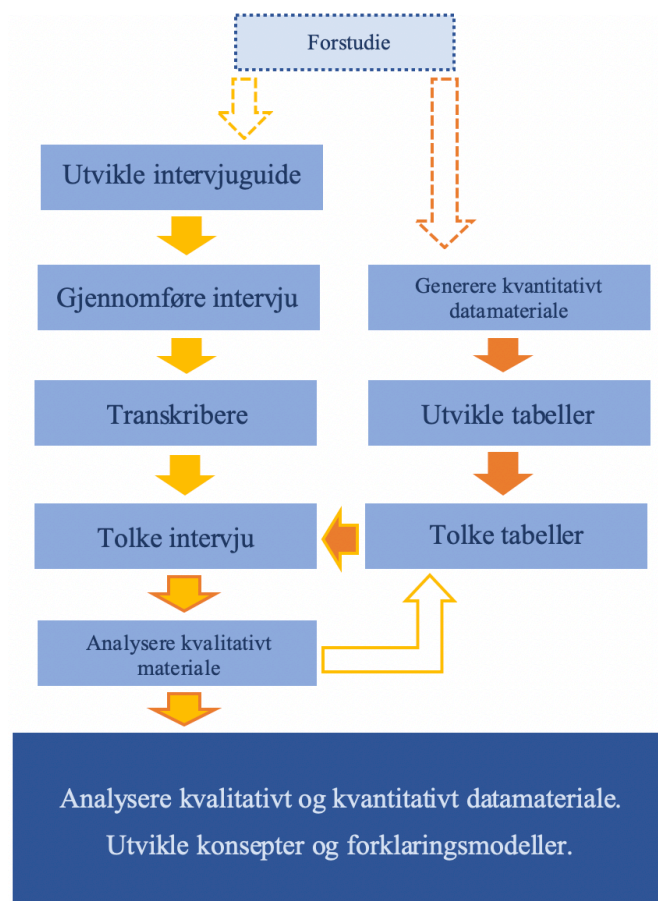 Forstudie
Utvikle intervjuguide
Gjennomføre intervju
Generere kvantitativt
datamateriale
Transkribere
Utvikle tabeller
Tolke intervju
Tolke tabeller
Analysere kvalitativt
materiale
Analysere kvalitativt og kvantitativt datamateriale.
Utvikle konsepter og forklaringsmodeller.